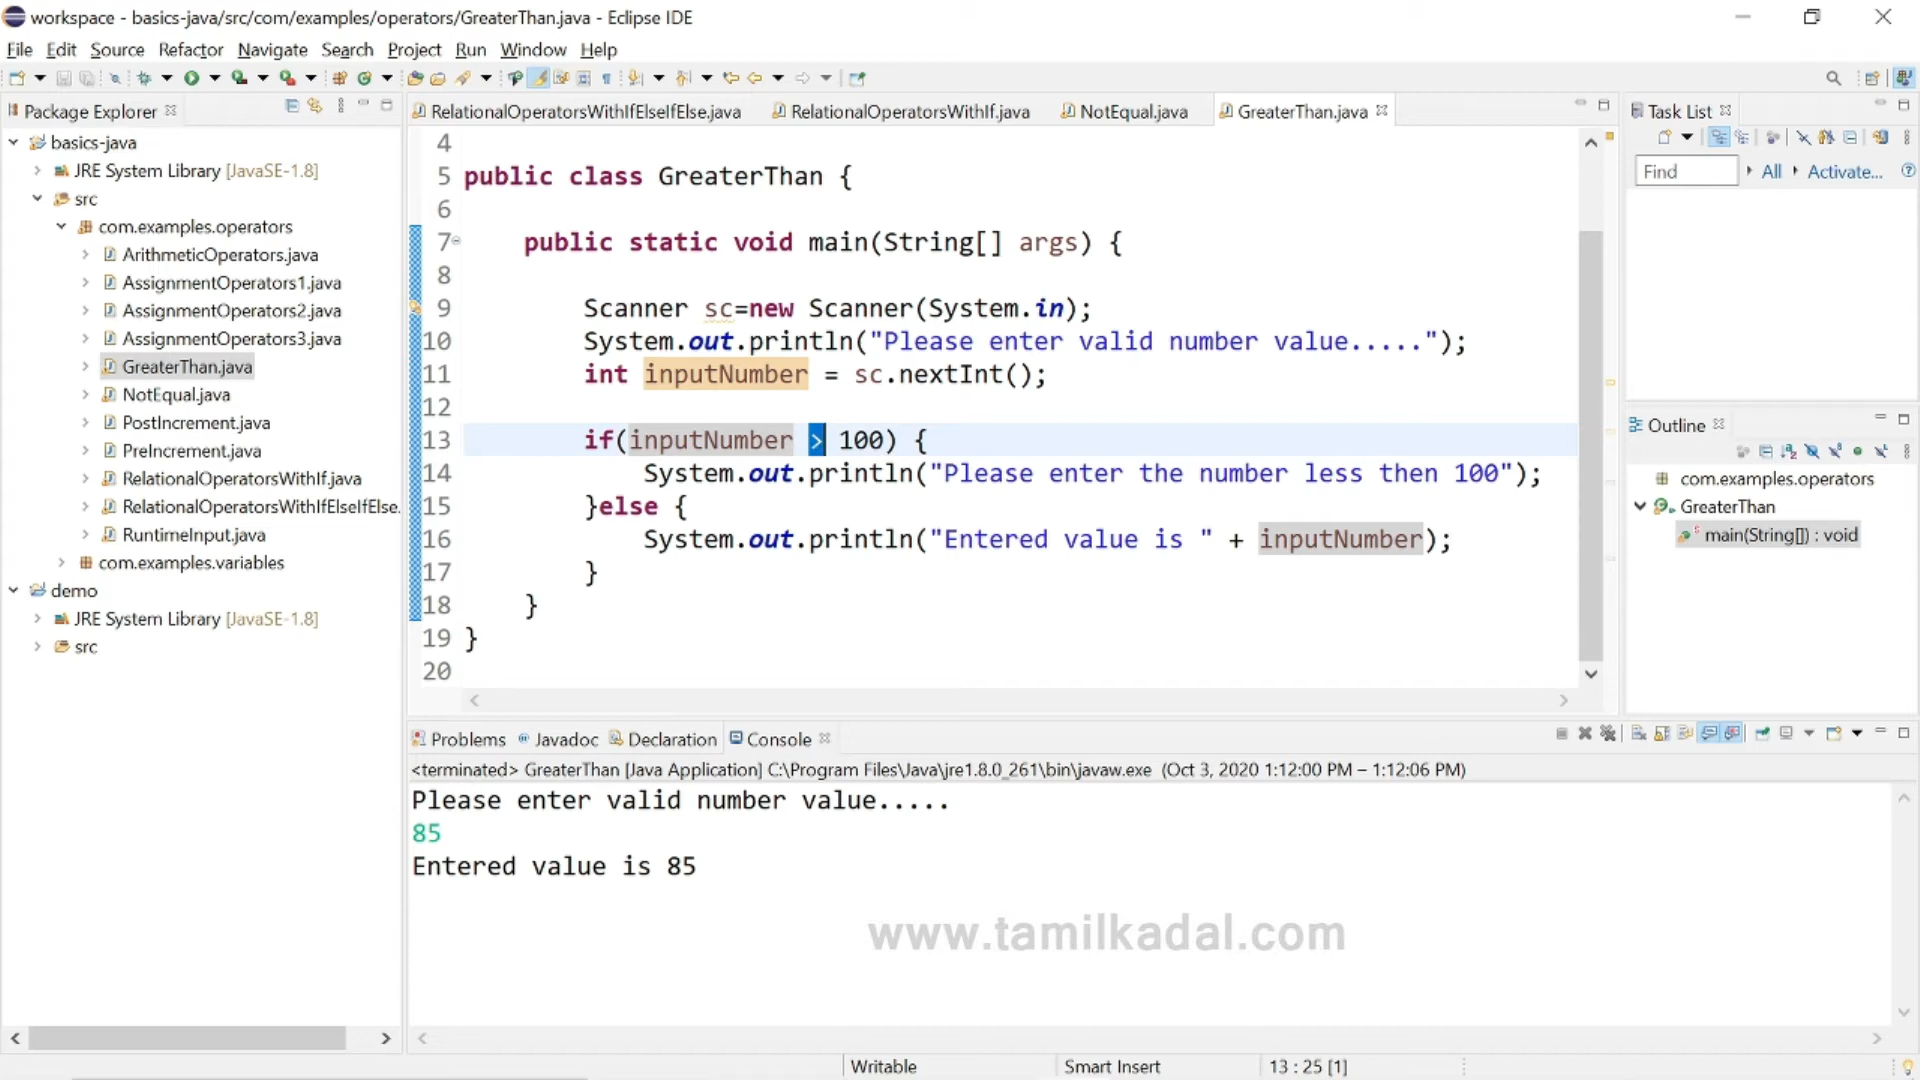 workspace - basics-java/src/com/examples/operators/GreaterThan.java - Eclipse IDE
File Edit Source Refactor Navigate Search Project Run Window Help
Package Explorer
basics-java
JRE System Library [JavaSE-1.8]
src
com.examples.operators
ArithmeticOperators.java
AssignmentOperators1.java
AssignmentOperators2.java
AssignmentOperators3.java
GreaterThan.java
NotEqual.java
PostIncrement.java
PreIncrement.java
RelationalOperatorsWithIf.java
RelationalOperatorsWithIfElseIfElse.
RuntimeInput.java
com.examples.variables
demo
JRE System Library [JavaSE-1.8]
src
RelationalOperatorsWithIfElseIfElse.java RelationalOperatorsWithIf.java NotEqual.java GreaterThan.java
4
5 public class GreaterThan {
6
7 public static void main(String[] args) {
8
9 Scanner sc=new Scanner(System.in);
10 System.out.println("Please enter valid number value.....");
11 int inputNumber = sc.nextInt();
12
13 if(inputNumber > 100) {
14 System.out.println("Please enter the number less then 100");
15 }else {
16 System.out.println("Entered value is " + inputNumber);
17 }
18 }
19 }
20
Task List
Find All Activate...
Outline
com.examples.operators
GreaterThan
main(String[]) : void
Problems Javadoc Declaration Console
<terminated> GreaterThan [Java Application] C:\Program Files\Java\jre1.8.0_261\bin\javaw.exe (Oct 3, 2020 1:12:00 PM – 1:12:06 PM)
Please enter valid number value.....
85
Entered value is 85
www.tamilkadal.com
Writable Smart Insert 13 : 25 [1]